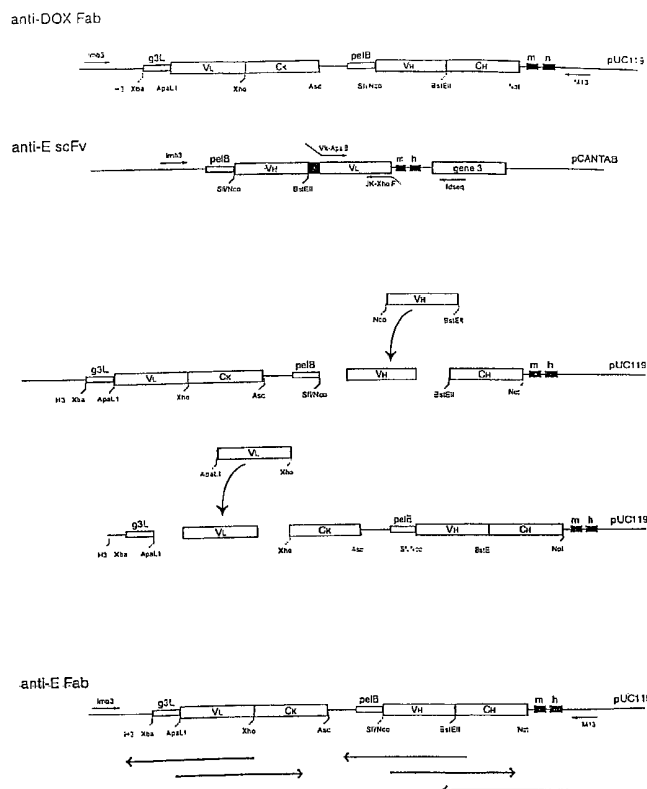 anti-DOX Fab
lmb3 g3L VL Cκ pelB VH CH m n pUC119
H3 Xba ApaL1 Xho Asc Sfi/Nco BstEII Not M13
anti-E scFv
lmb3 pelB VH Vk-Apa B VL m h gene 3 pCANTAB
Sfi/Nco BstEII JK-Xho F fdseq
VH
Nco BstEII
g3L VL Cκ pelB VH CH m h pUC119
H3 Xba ApaL1 Xho Asc Sfi/Nco BstEII Not
VL
ApaL1 Xho
g3L VL Cκ pelB VH CH m h pUC119
H3 Xba ApaL1 Xho Asc Sfi/Nco BstE Not
anti-E Fab
lmb3 g3L VL Cκ pelB VH CH m h pUC119
H3 Xba ApaL1 Xho Asc Sfi/Nco BstEII Not M13